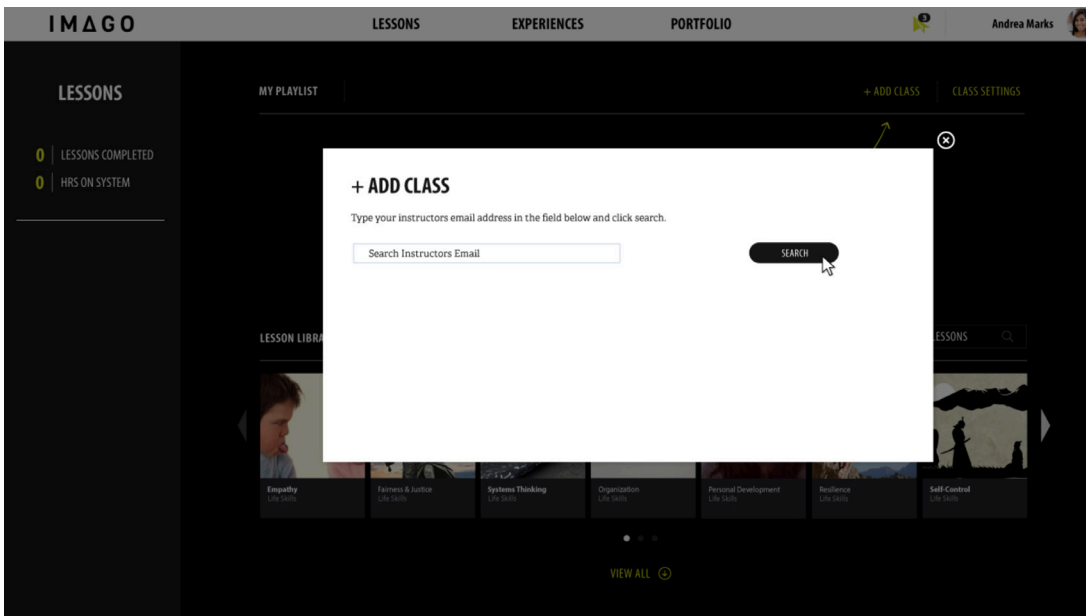 IMΔGO
LESSONS
EXPERIENCES
PORTFOLIO
3
Andrea Marks
LESSONS
0 LESSONS COMPLETED
0 HRS ON SYSTEM
MY PLAYLIST
+ ADD CLASS
CLASS SETTINGS
+ ADD CLASS
Type your instructors email address in the field below and click search.
Search Instructors Email
SEARCH
LESSON LIBRA
LESSONS
Empathy
Life Skills
Fairness & Justice
Life Skills
Systems Thinking
Life Skills
Organization
Life Skills
Personal Development
Life Skills
Resilience
Life Skills
Self-Control
Life Skills
VIEW ALL